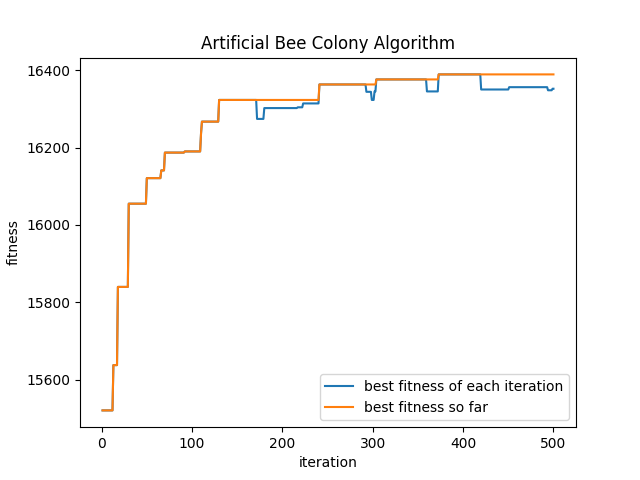 Artificial Bee Colony Algorithm
16400
16200
16000
15800
15600
fitness
best fitness of each iteration
best fitness so far
0
100
200
300
400
500
iteration